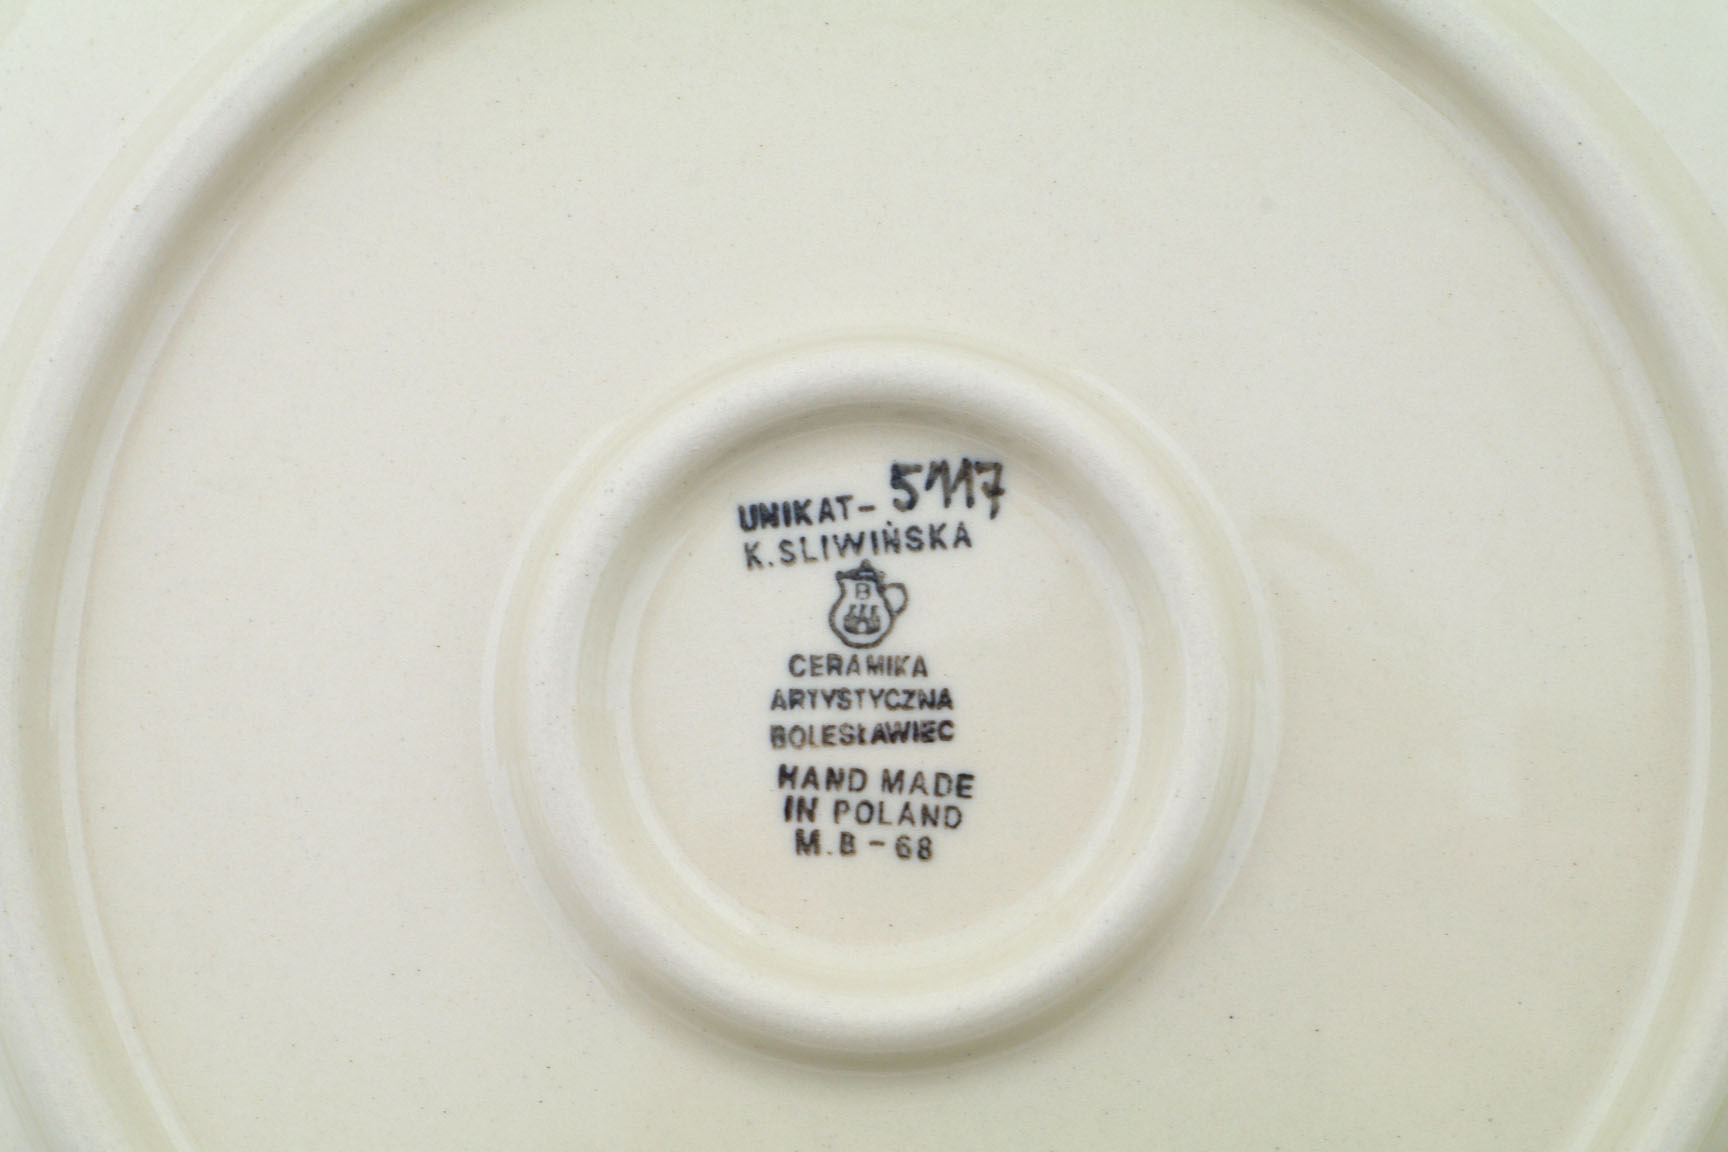 UNIKAT- 5117
K. SLIWIŃSKA
B
CERAMIKA
ARTYSTYCZNA
BOLESŁAWIEC
HAND MADE
IN POLAND
M.B-68